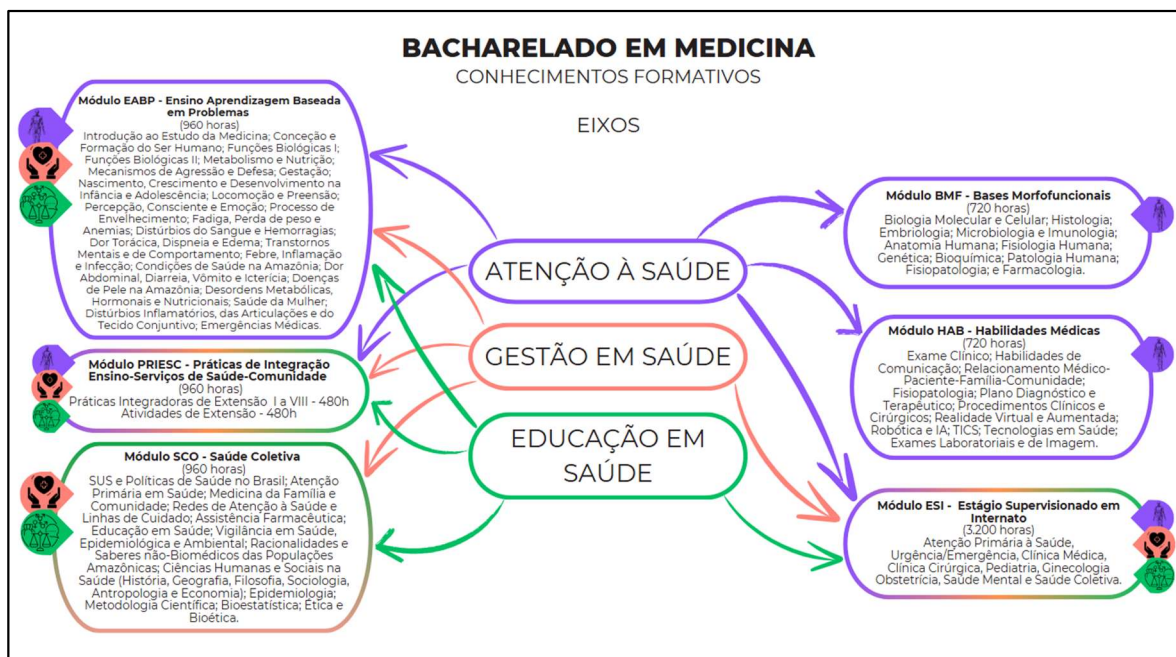 BACHARELADO EM MEDICINA
CONHECIMENTOS FORMATIVOS
EIXOS
Módulo EABP - Ensino Aprendizagem Baseada
em Problemas
(960 horas)
Introdução ao Estudo da Medicina; Conceção e
Formação do Ser Humano; Funções Biológicas I;
Funções Biológicas II; Metabolismo e Nutrição;
Mecanismos de Agressão e Defesa; Gestação;
Nascimento, Crescimento e Desenvolvimento na
Infância e Adolescência; Locomoção e Preensão;
Percepção, Consciente e Emoção; Processo de
Envelhecimento; Fadiga, Perda de peso e
Anemias; Distúrbios do Sangue e Hemorragias;
Dor Torácica, Dispneia e Edema; Transtornos
Mentais e de Comportamento; Febre, Inflamação
e Infecção; Condições de Saúde na Amazônia; Dor
Abdominal, Diarreia, Vômito e Icterícia; Doenças
de Pele na Amazônia; Desordens Metabólicas,
Hormonais e Nutricionais; Saúde da Mulher;
Distúrbios Inflamatórios, das Articulações e do
Tecido Conjuntivo; Emergências Médicas.
Módulo PRIESC - Práticas de Integração
Ensino-Serviços de Saúde-Comunidade
(960 horas)
Práticas Integradoras de Extensão I a VIII - 480h
Atividades de Extensão - 480h
Módulo SCO - Saúde Coletiva
(960 horas)
SUS e Políticas de Saúde no Brasil; Atenção
Primária em Saúde; Medicina da Família e
Comunidade; Redes de Atenção à Saúde e
Linhas de Cuidado; Assistência Farmacêutica;
Educação em Saúde; Vigilância em Saúde,
Epidemiológica e Ambiental; Racionalidades e
Saberes não-Biomédicos das Populações
Amazônicas; Ciências Humanas e Sociais na
Saúde (História, Geografia, Filosofia, Sociologia,
Antropologia e Economia); Epidemiologia;
Metodologia Científica; Bioestatística; Ética e
Bioética.
ATENÇÃO À SAÚDE
GESTÃO EM SAÚDE
EDUCAÇÃO EM
SAÚDE
Módulo BMF - Bases Morfofuncionais
(720 horas)
Biologia Molecular e Celular; Histologia;
Embriologia; Microbiologia e Imunologia;
Anatomia Humana; Fisiologia Humana;
Genética; Bioquímica; Patologia Humana;
Fisiopatologia; e Farmacologia.
Módulo HAB - Habilidades Médicas
(720 horas)
Exame Clínico; Habilidades de
Comunicação; Relacionamento Médico-
Paciente-Família-Comunidade;
Fisiopatologia; Plano Diagnóstico e
Terapêutico; Procedimentos Clínicos e
Cirúrgicos; Realidade Virtual e Aumentada;
Robótica e IA; TICS; Tecnologias em Saúde;
Exames Laboratoriais e de Imagem.
Módulo ESI - Estágio Supervisionado em
Internato
(3.200 horas)
Atenção Primária à Saúde,
Urgência/Emergência, Clínica Médica,
Clínica Cirúrgica, Pediatria, Ginecologia
Obstetrícia, Saúde Mental e Saúde Coletiva.